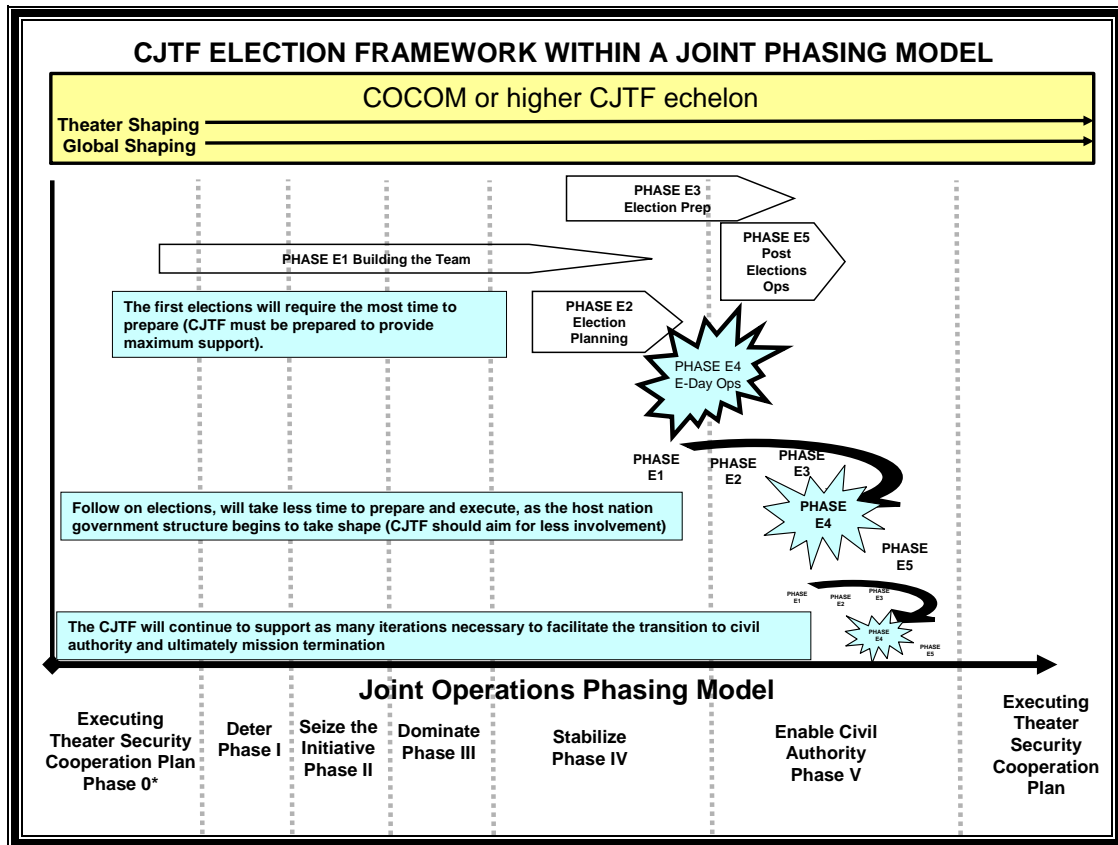 CJTF ELECTION FRAMEWORK WITHIN A JOINT PHASING MODEL
COCOM or higher CJTF echelon
Theater Shaping
Global Shaping
PHASE E3
Election Prep
PHASE E5
Post
Elections
Ops
PHASE E1 Building the Team
The first elections will require the most time to
prepare (CJTF must be prepared to provide
maximum support).
PHASE E2
Election
Planning
PHASE E4
E-Day Ops
PHASE
E1
PHASE
E2
PHASE
E3
Follow on elections, will take less time to prepare and execute, as the host nation
government structure begins to take shape (CJTF should aim for less involvement)
PHASE
E4
PHASE
E5
PHASE
E1
PHASE
E2
PHASE
E3
The CJTF will continue to support as many iterations necessary to facilitate the transition to civil
authority and ultimately mission termination
PHASE
E4
PHASE
E5
Joint Operations Phasing Model
Executing
Theater Security
Cooperation Plan
Phase 0*
Deter
Phase I
Seize the
Initiative
Phase II
Dominate
Phase III
Stabilize
Phase IV
Enable Civil
Authority
Phase V
Executing
Theater
Security
Cooperation
Plan